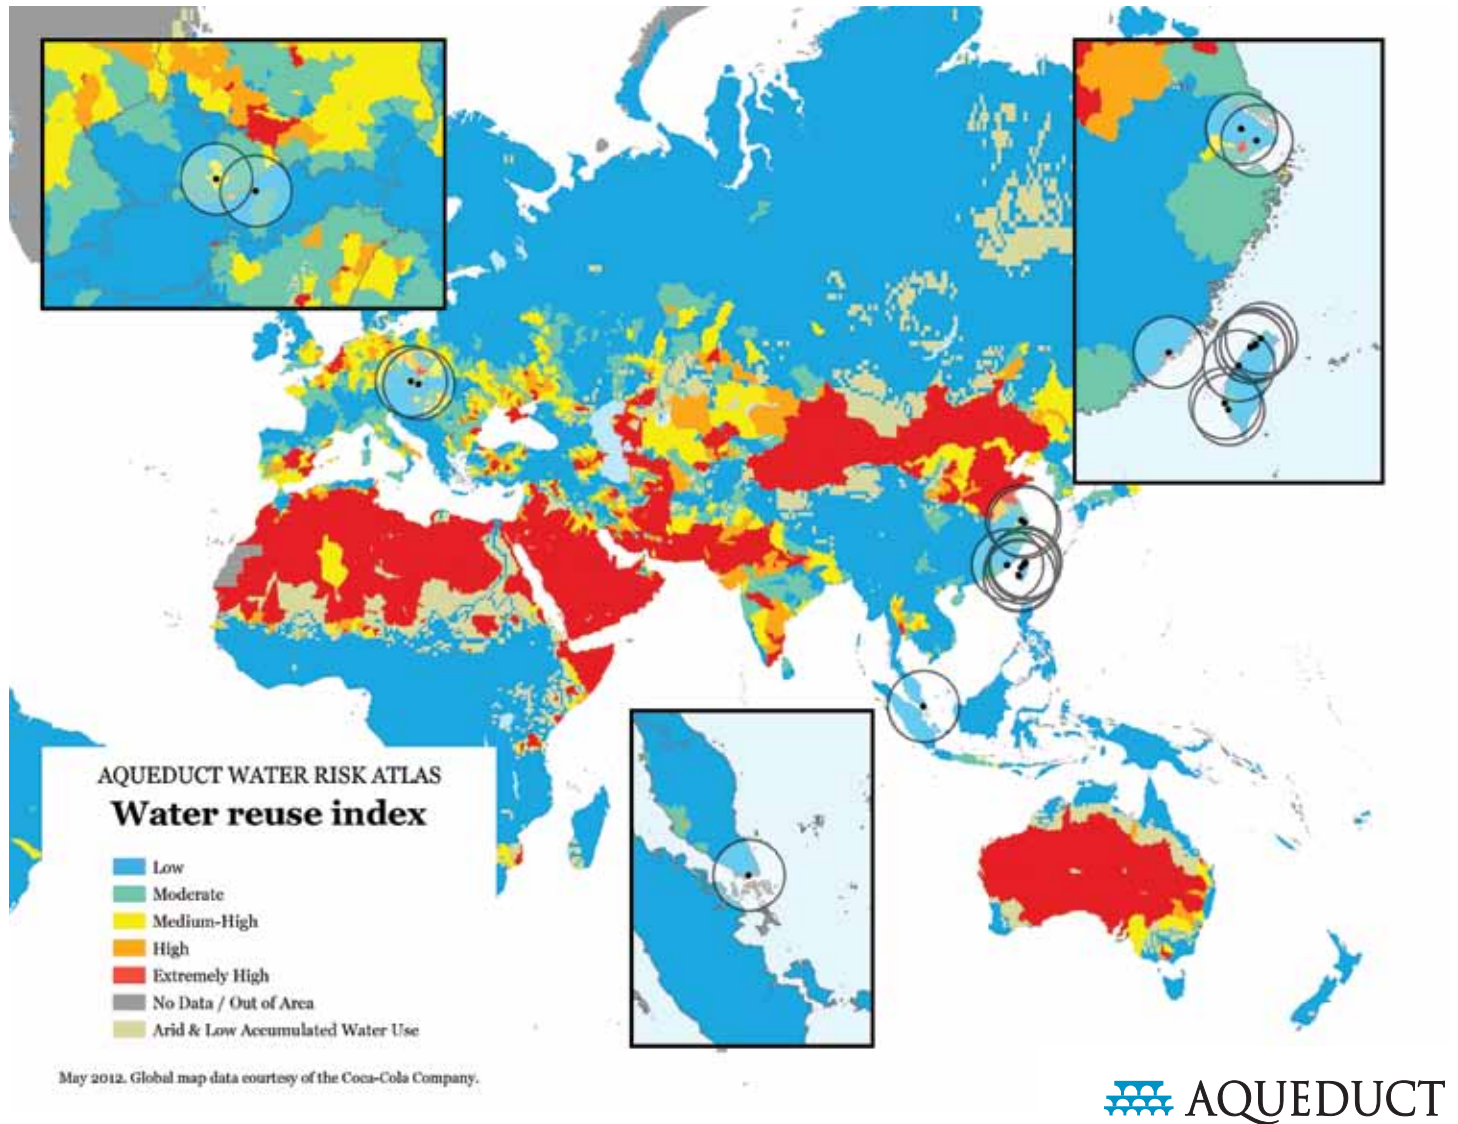 AQUEDUCT WATER RISK ATLAS
Water reuse index
Low
Moderate
Medium-High
High
Extremely High
No Data / Out of Area
Arid & Low Accumulated Water Use
May 2012. Global map data courtesy of the Coca-Cola Company.
AQUEDUCT